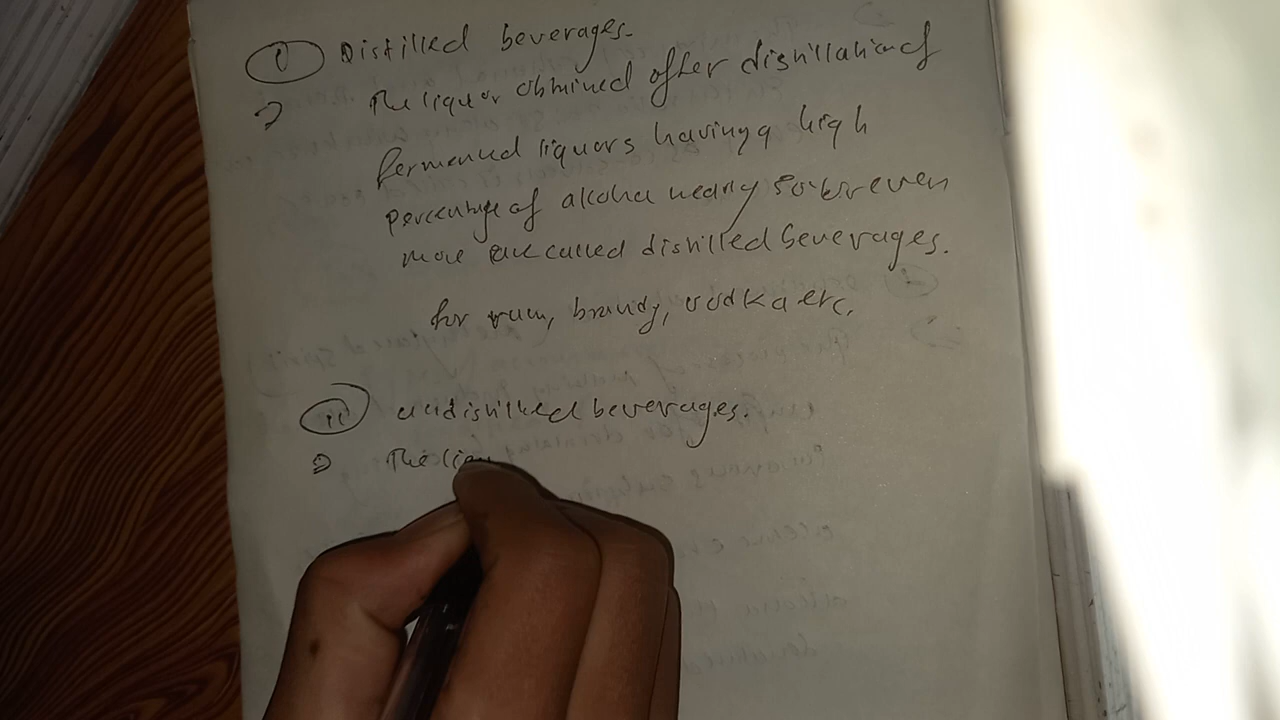 i) Distilled beverages.
→ The liquor obtained after distillation of
fermented liquors having a high
percentage of alcohol nearly 50% or even
more are called distilled beverages.
for rum, brandy, vodka etc.
ii) undistilled beverages.
→ The liqu